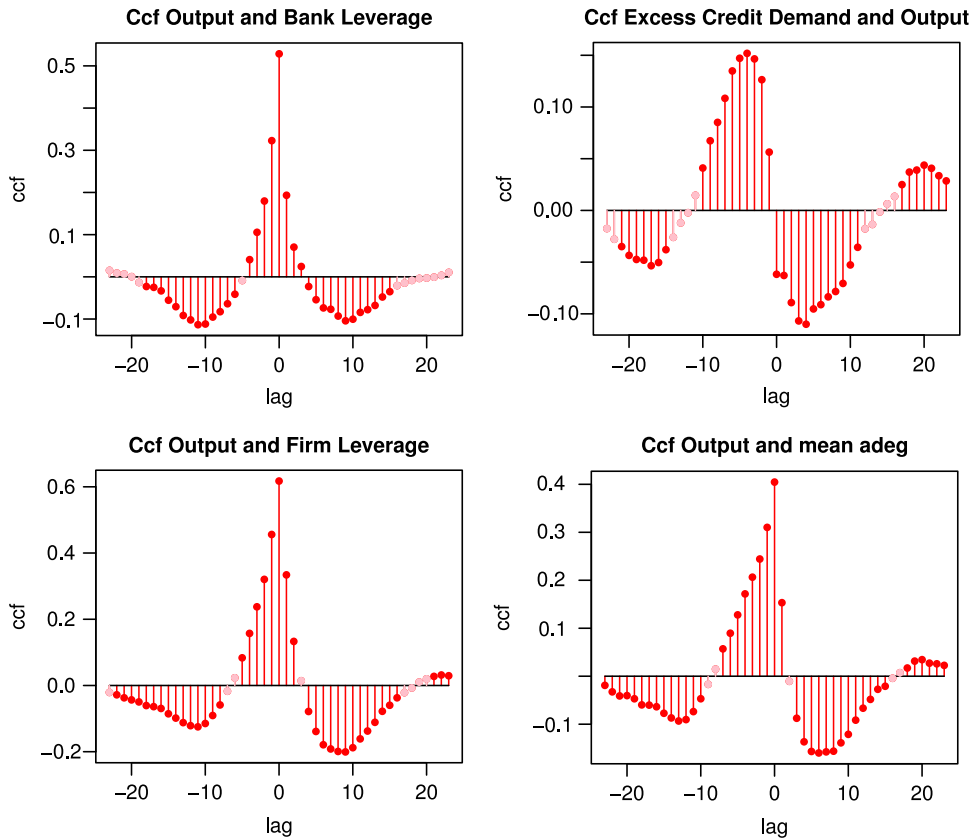 Ccf Output and Bank Leverage
ccf
0.5
0.3
0.1
−0.1
−20 −10 0 10 20
lag
Ccf Excess Credit Demand and Output
ccf
0.10
0.00
−0.10
−20 −10 0 10 20
lag
Ccf Output and Firm Leverage
ccf
0.6
0.4
0.2
0.0
−0.2
−20 −10 0 10 20
lag
Ccf Output and mean adeg
ccf
0.4
0.3
0.2
0.1
−0.1
−20 −10 0 10 20
lag